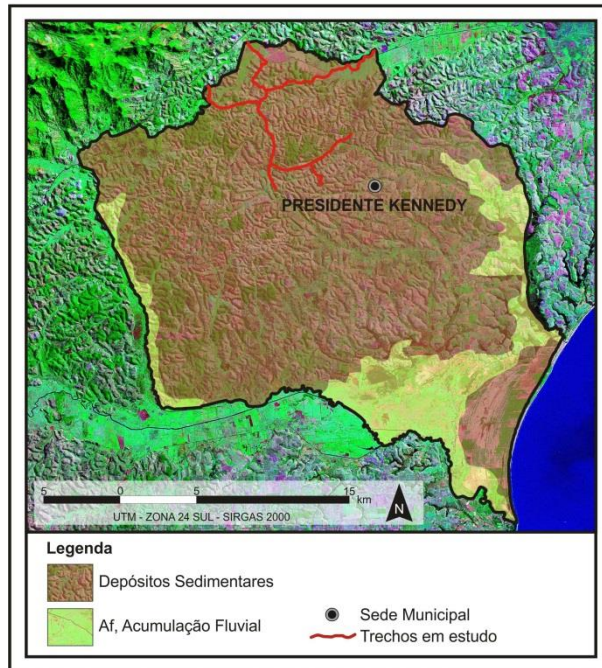 PRESIDENTE KENNEDY
5 0 5 15
km
UTM - ZONA 24 SUL - SIRGAS 2000
N
Legenda
Depósitos Sedimentares
Af, Acumulação Fluvial
Sede Municipal
Trechos em estudo